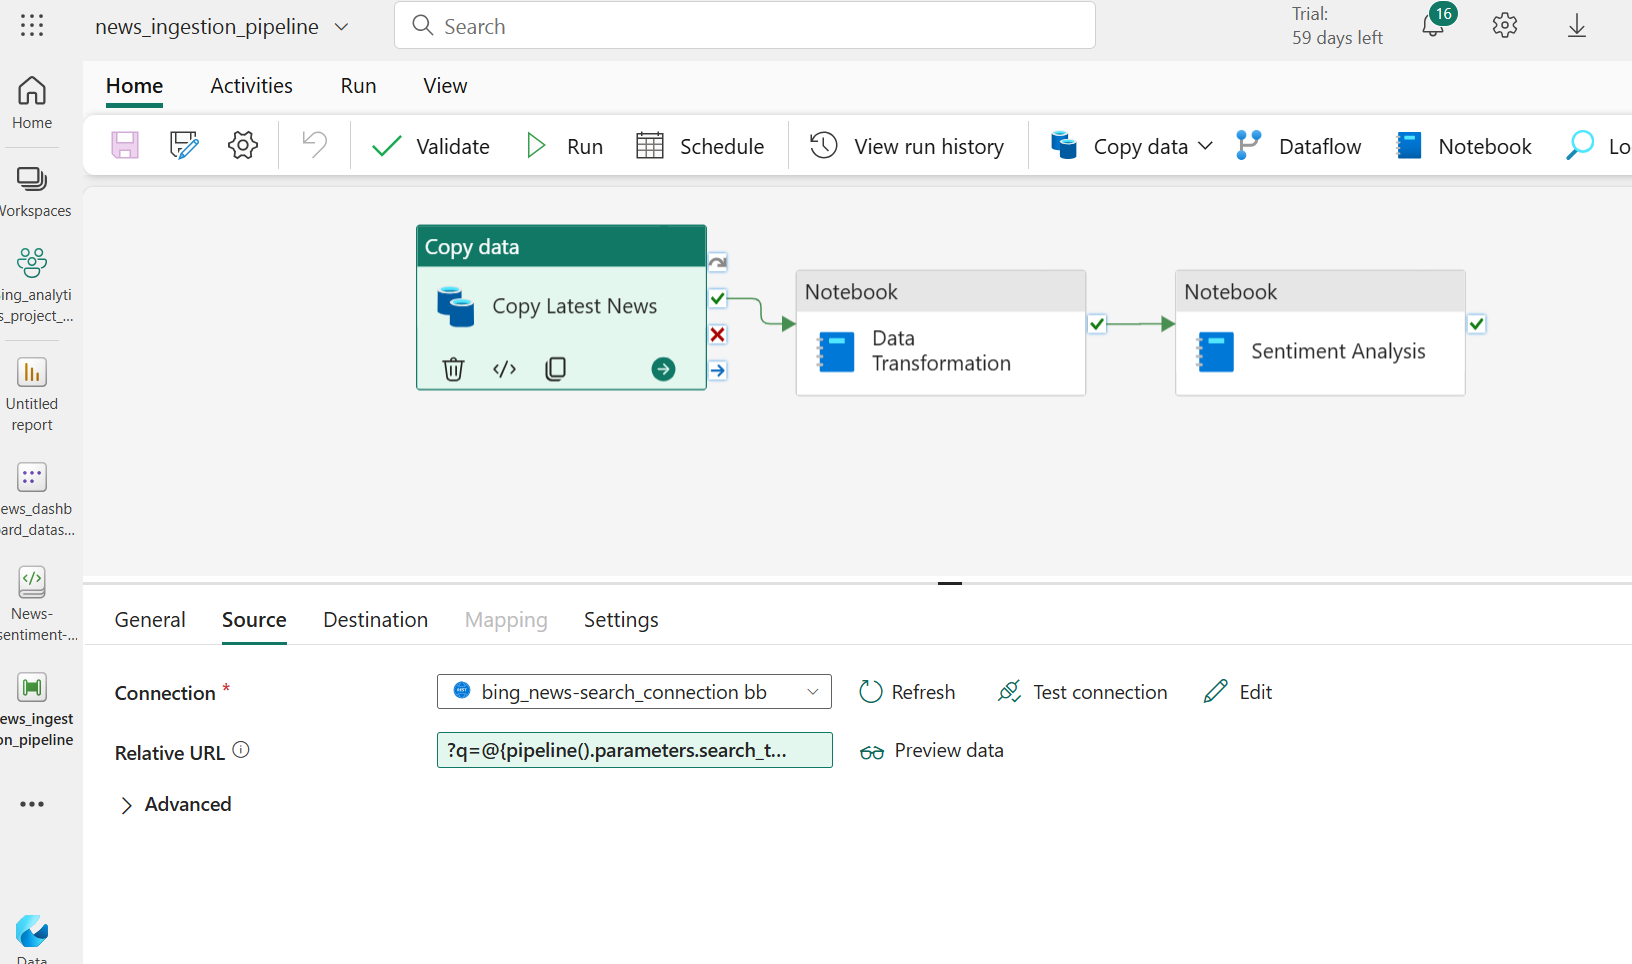 news_ingestion_pipeline
Search
Trial:
59 days left
16
Home
Activities
Run
View
Validate
Run
Schedule
View run history
Copy data
Dataflow
Notebook
Lo
Home
Workspaces
ing_analyti
s_project_...
Untitled
report
ews_dashb
ard_datas...
News-
sentiment-...
ews_ingest
on_pipeline
Data
Copy data
Copy Latest News
Notebook
Data
Transformation
Notebook
Sentiment Analysis
General
Source
Destination
Mapping
Settings
Connection *
bing_news-search_connection bb
Refresh
Test connection
Edit
Relative URL
?q=@{pipeline().parameters.search_t...
Preview data
Advanced